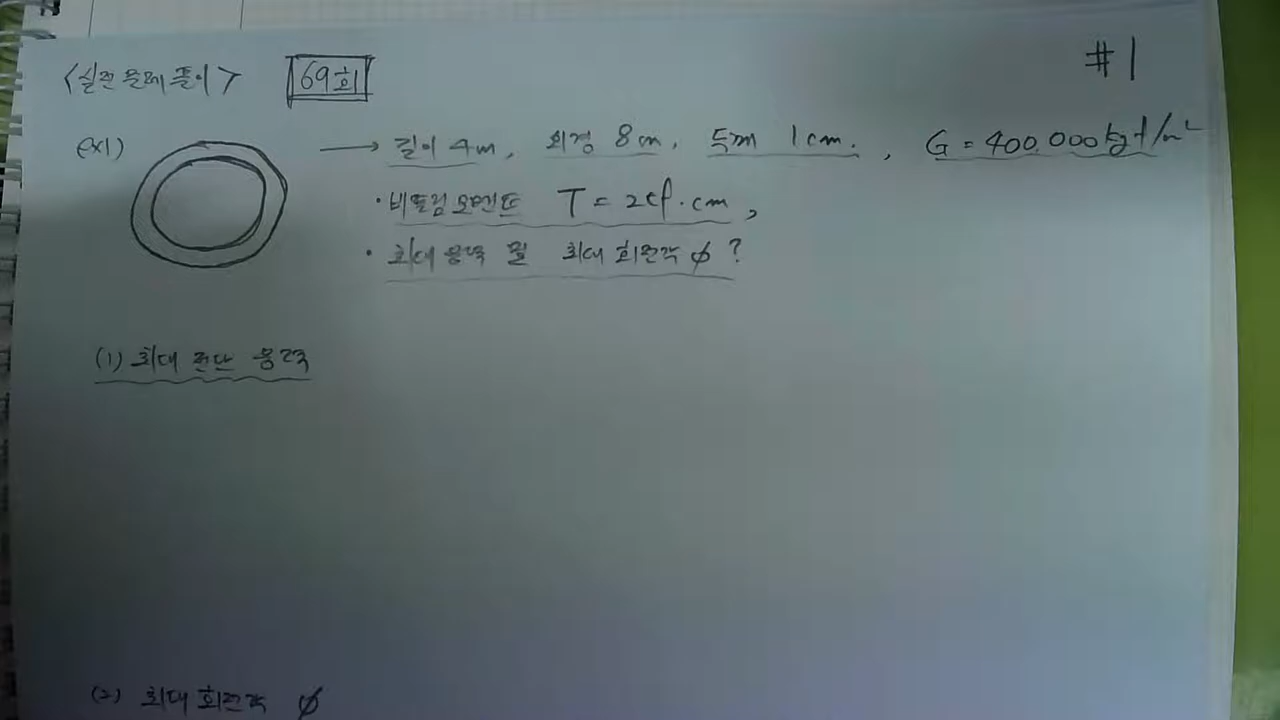 #1
<실전 문제 풀이> 69회
ex1) → 길이 4m, 외경 8cm, 두께 1cm, G = 400,000kgf/cm²
· 비틀림모멘트 T = 2tf·cm,
· 최대 응력 및 최대 회전각 ϕ ?
(1) 최대 전단 응력
(2) 최대 회전각 ϕ